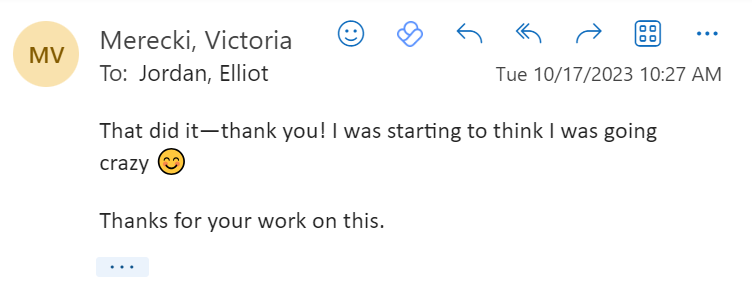 MV
Merecki, Victoria
To: Jordan, Elliot
Tue 10/17/2023 10:27 AM
That did it—thank you! I was starting to think I was going
crazy 😊
Thanks for your work on this.
...